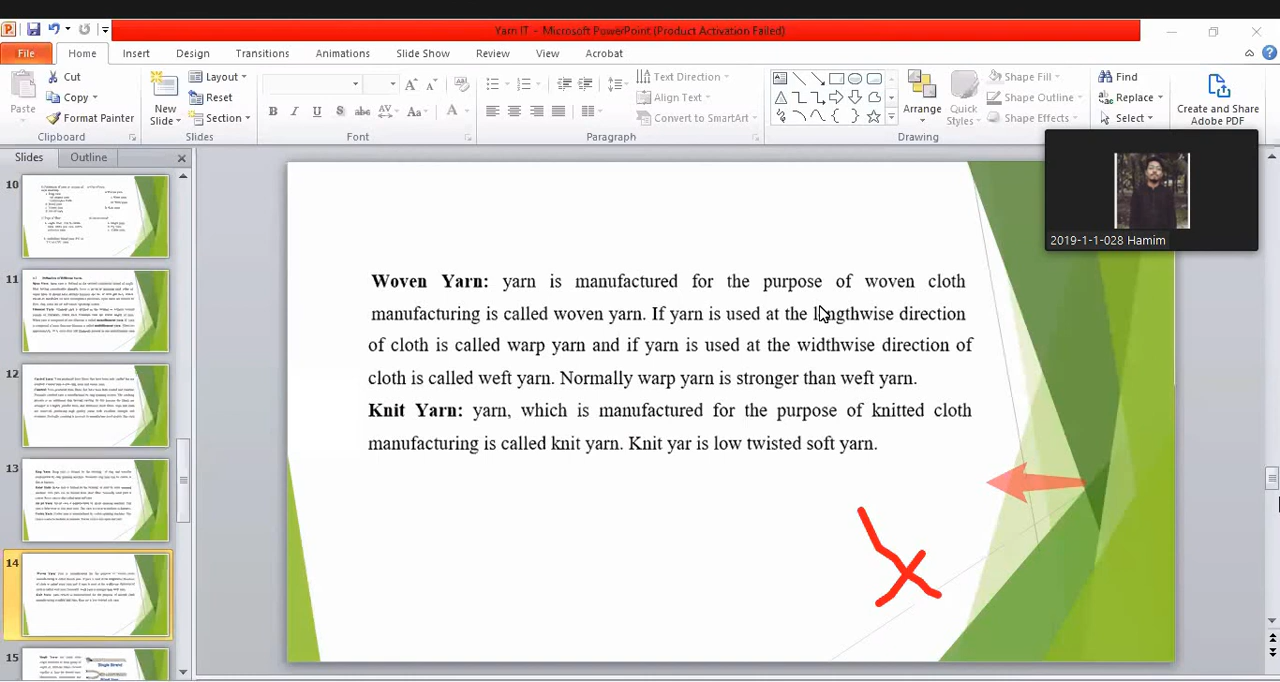 Yarn IT - Microsoft PowerPoint (Product Activation Failed)
File Home Insert Design Transitions Animations Slide Show Review View Acrobat
Cut
Copy
Format Painter
Paste
Clipboard
New Slide
Layout
Reset
Section
Slides
Font
Text Direction
Align Text
Convert to SmartArt
Paragraph
Arrange
Quick Styles
Shape Fill
Shape Outline
Shape Effects
Drawing
Find
Replace
Select
Create and Share
Adobe PDF
Slides Outline
10
11
12
13
14
15
Woven Yarn: yarn is manufactured for the purpose of woven cloth
manufacturing is called woven yarn. If yarn is used at the lengthwise direction
of cloth is called warp yarn and if yarn is used at the widthwise direction of
cloth is called weft yarn. Normally warp yarn is stronger than weft yarn.
Knit Yarn: yarn, which is manufactured for the purpose of knitted cloth
manufacturing is called knit yarn. Knit yar is low twisted soft yarn.
2019-1-1-028 Hamim